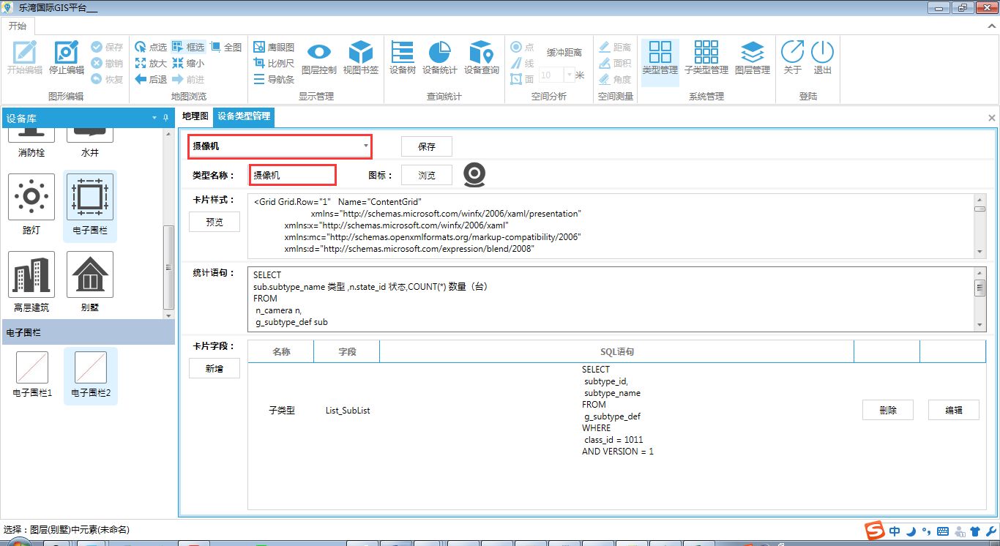 乐湾国际GIS平台___
开始
开始编辑
停止编辑
保存
撤销
恢复
图形编辑
点选
框选
全图
放大
缩小
后退
前进
地图浏览
鹰眼图
比例尺
导航条
图层控制
视图书签
显示管理
设备树
设备统计
设备查询
查询统计
点
线
面
缓冲距离
10
米
空间分析
距离
面积
角度
空间测量
类型管理
子类型管理
图层管理
系统管理
关于
退出
登陆
设备库
消防栓
水井
路灯
电子围栏
高层建筑
别墅
电子围栏
电子围栏1
电子围栏2
地理图
设备类型管理
摄像机
保存
类型名称：
摄像机
图标：
浏览
卡片样式：
预览
<Grid Grid.Row="1" Name="ContentGrid"
xmlns="http://schemas.microsoft.com/winfx/2006/xaml/presentation"
xmlns:x="http://schemas.microsoft.com/winfx/2006/xaml"
xmlns:mc="http://schemas.openxmlformats.org/markup-compatibility/2006"
xmlns:d="http://schemas.microsoft.com/expression/blend/2008"
统计语句：
SELECT
sub.subtype_name 类型 ,n.state_id 状态,COUNT(*) 数量（台）
FROM
n_camera n,
g_subtype_def sub
卡片字段：
新增
名称
字段
SQL语句
子类型
List_SubList
SELECT
subtype_id,
subtype_name
FROM
g_subtype_def
WHERE
class_id = 1011
AND VERSION = 1
删除
编辑
选择：图层(别墅)中元素(未命名)
S
中